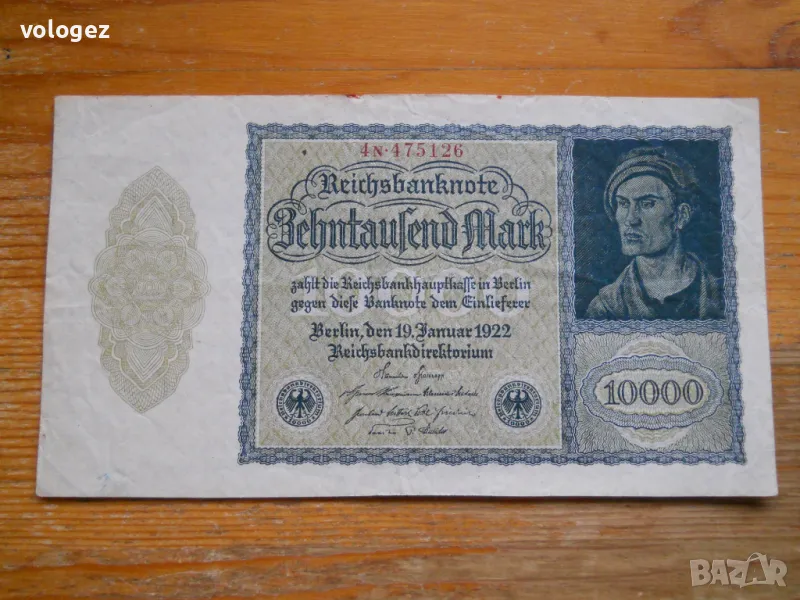 vologez
4N·475126
Reichsbanknote
Zehntausend Mark
zahlt die Reichsbankhauptkasse in Berlin
gegen diese Banknote dem Einlieferer
Berlin, den 19. Januar 1922
Reichsbankdirektorium
10000
BAZAR